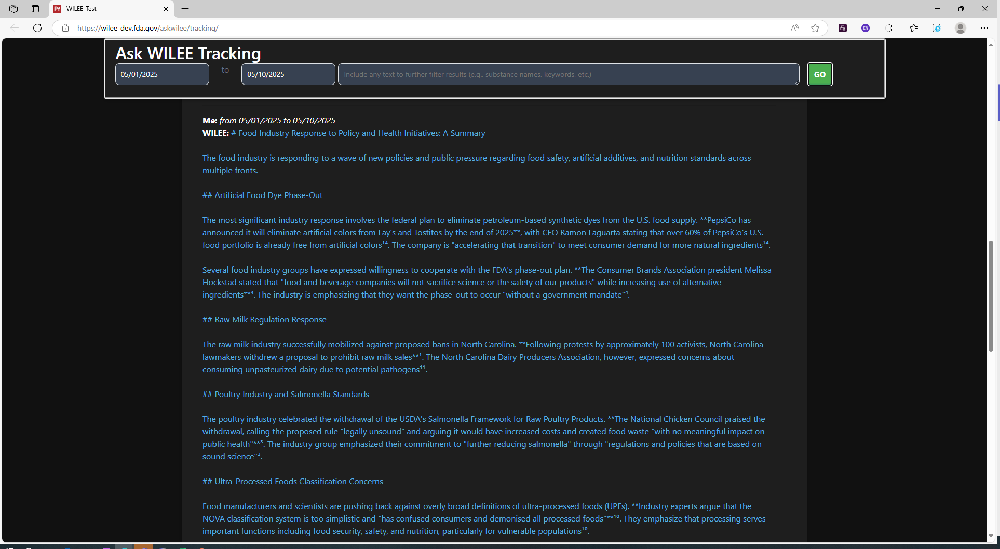 WILEE-Test
https://wilee-dev.fda.gov/askwilee/tracking/
EN
Ask WILEE Tracking
05/01/2025 to 05/10/2025 Include any text to further filter results (e.g., substance names, keywords, etc.) GO
Me: from 05/01/2025 to 05/10/2025
WILEE: # Food Industry Response to Policy and Health Initiatives: A Summary
The food industry is responding to a wave of new policies and public pressure regarding food safety, artificial additives, and nutrition standards across
multiple fronts.
## Artificial Food Dye Phase-Out
The most significant industry response involves the federal plan to eliminate petroleum-based synthetic dyes from the U.S. food supply. **PepsiCo has
announced it will eliminate artificial colors from Lay's and Tostitos by the end of 2025**, with CEO Ramon Laguarta stating that over 60% of PepsiCo's U.S.
food portfolio is already free from artificial colors¹⁴. The company is "accelerating that transition" to meet consumer demand for more natural ingredients¹⁴.
Several food industry groups have expressed willingness to cooperate with the FDA's phase-out plan. **The Consumer Brands Association president Melissa
Hockstad stated that "food and beverage companies will not sacrifice science or the safety of our products" while increasing use of alternative
ingredients**⁴. The industry is emphasizing that they want the phase-out to occur "without a government mandate"⁴.
## Raw Milk Regulation Response
The raw milk industry successfully mobilized against proposed bans in North Carolina. **Following protests by approximately 100 activists, North Carolina
lawmakers withdrew a proposal to prohibit raw milk sales**¹. The North Carolina Dairy Producers Association, however, expressed concerns about
consuming unpasteurized dairy due to potential pathogens¹¹.
## Poultry Industry and Salmonella Standards
The poultry industry celebrated the withdrawal of the USDA's Salmonella Framework for Raw Poultry Products. **The National Chicken Council praised the
withdrawal, calling the proposed rule "legally unsound" and arguing it would have increased costs and created food waste "with no meaningful impact on
public health"**³. The industry group emphasized their commitment to "further reducing salmonella" through "regulations and policies that are based on
sound science"³.
## Ultra-Processed Foods Classification Concerns
Food manufacturers and scientists are pushing back against overly broad definitions of ultra-processed foods (UPFs). **Industry experts argue that the
NOVA classification system is too simplistic and "has confused consumers and demonised all processed foods"**¹⁰. They emphasize that processing serves
important functions including food security, safety, and nutrition, particularly for vulnerable populations¹⁰.